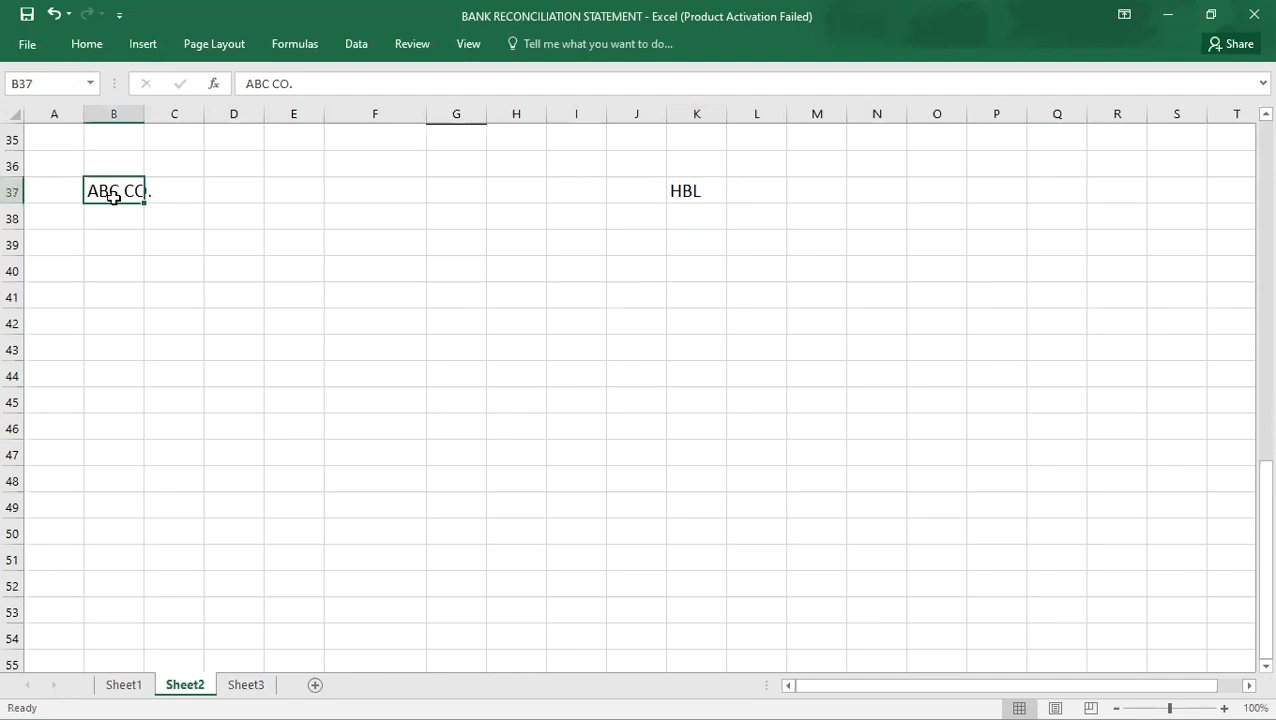 BANK RECONCILIATION STATEMENT - Excel (Product Activation Failed)
File Home Insert Page Layout Formulas Data Review View Tell me what you want to do... Share
B37 fx ABC CO.
A B C D E F G H I J K L M N O P Q R S T
35
36
37 ABC CO. HBL
38
39
40
41
42
43
44
45
46
47
48
49
50
51
52
53
54
55
Sheet1 Sheet2 Sheet3
Ready 100%